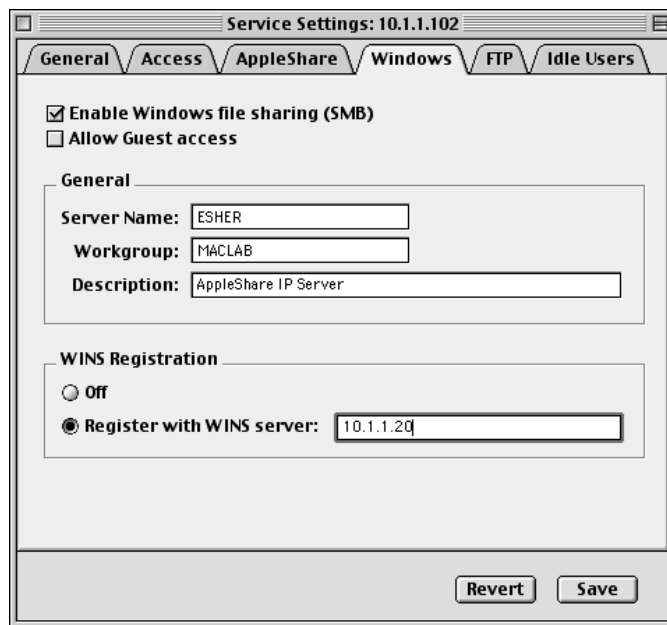 Service Settings: 10.1.1.102
General Access AppleShare Windows FTP Idle Users
Enable Windows file sharing (SMB)
Allow Guest access
General
Server Name: ESHER
Workgroup: MACLAB
Description: AppleShare IP Server
WINS Registration
Off
Register with WINS server: 10.1.1.20
Revert Save